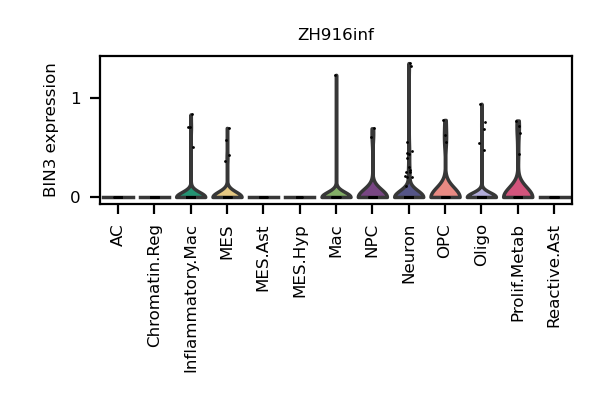 ZH916inf
BIN3 expression
1
0
AC
Chromatin.Reg
Inflammatory.Mac
MES
MES.Ast
MES.Hyp
Mac
NPC
Neuron
OPC
Oligo
Prolif.Metab
Reactive.Ast